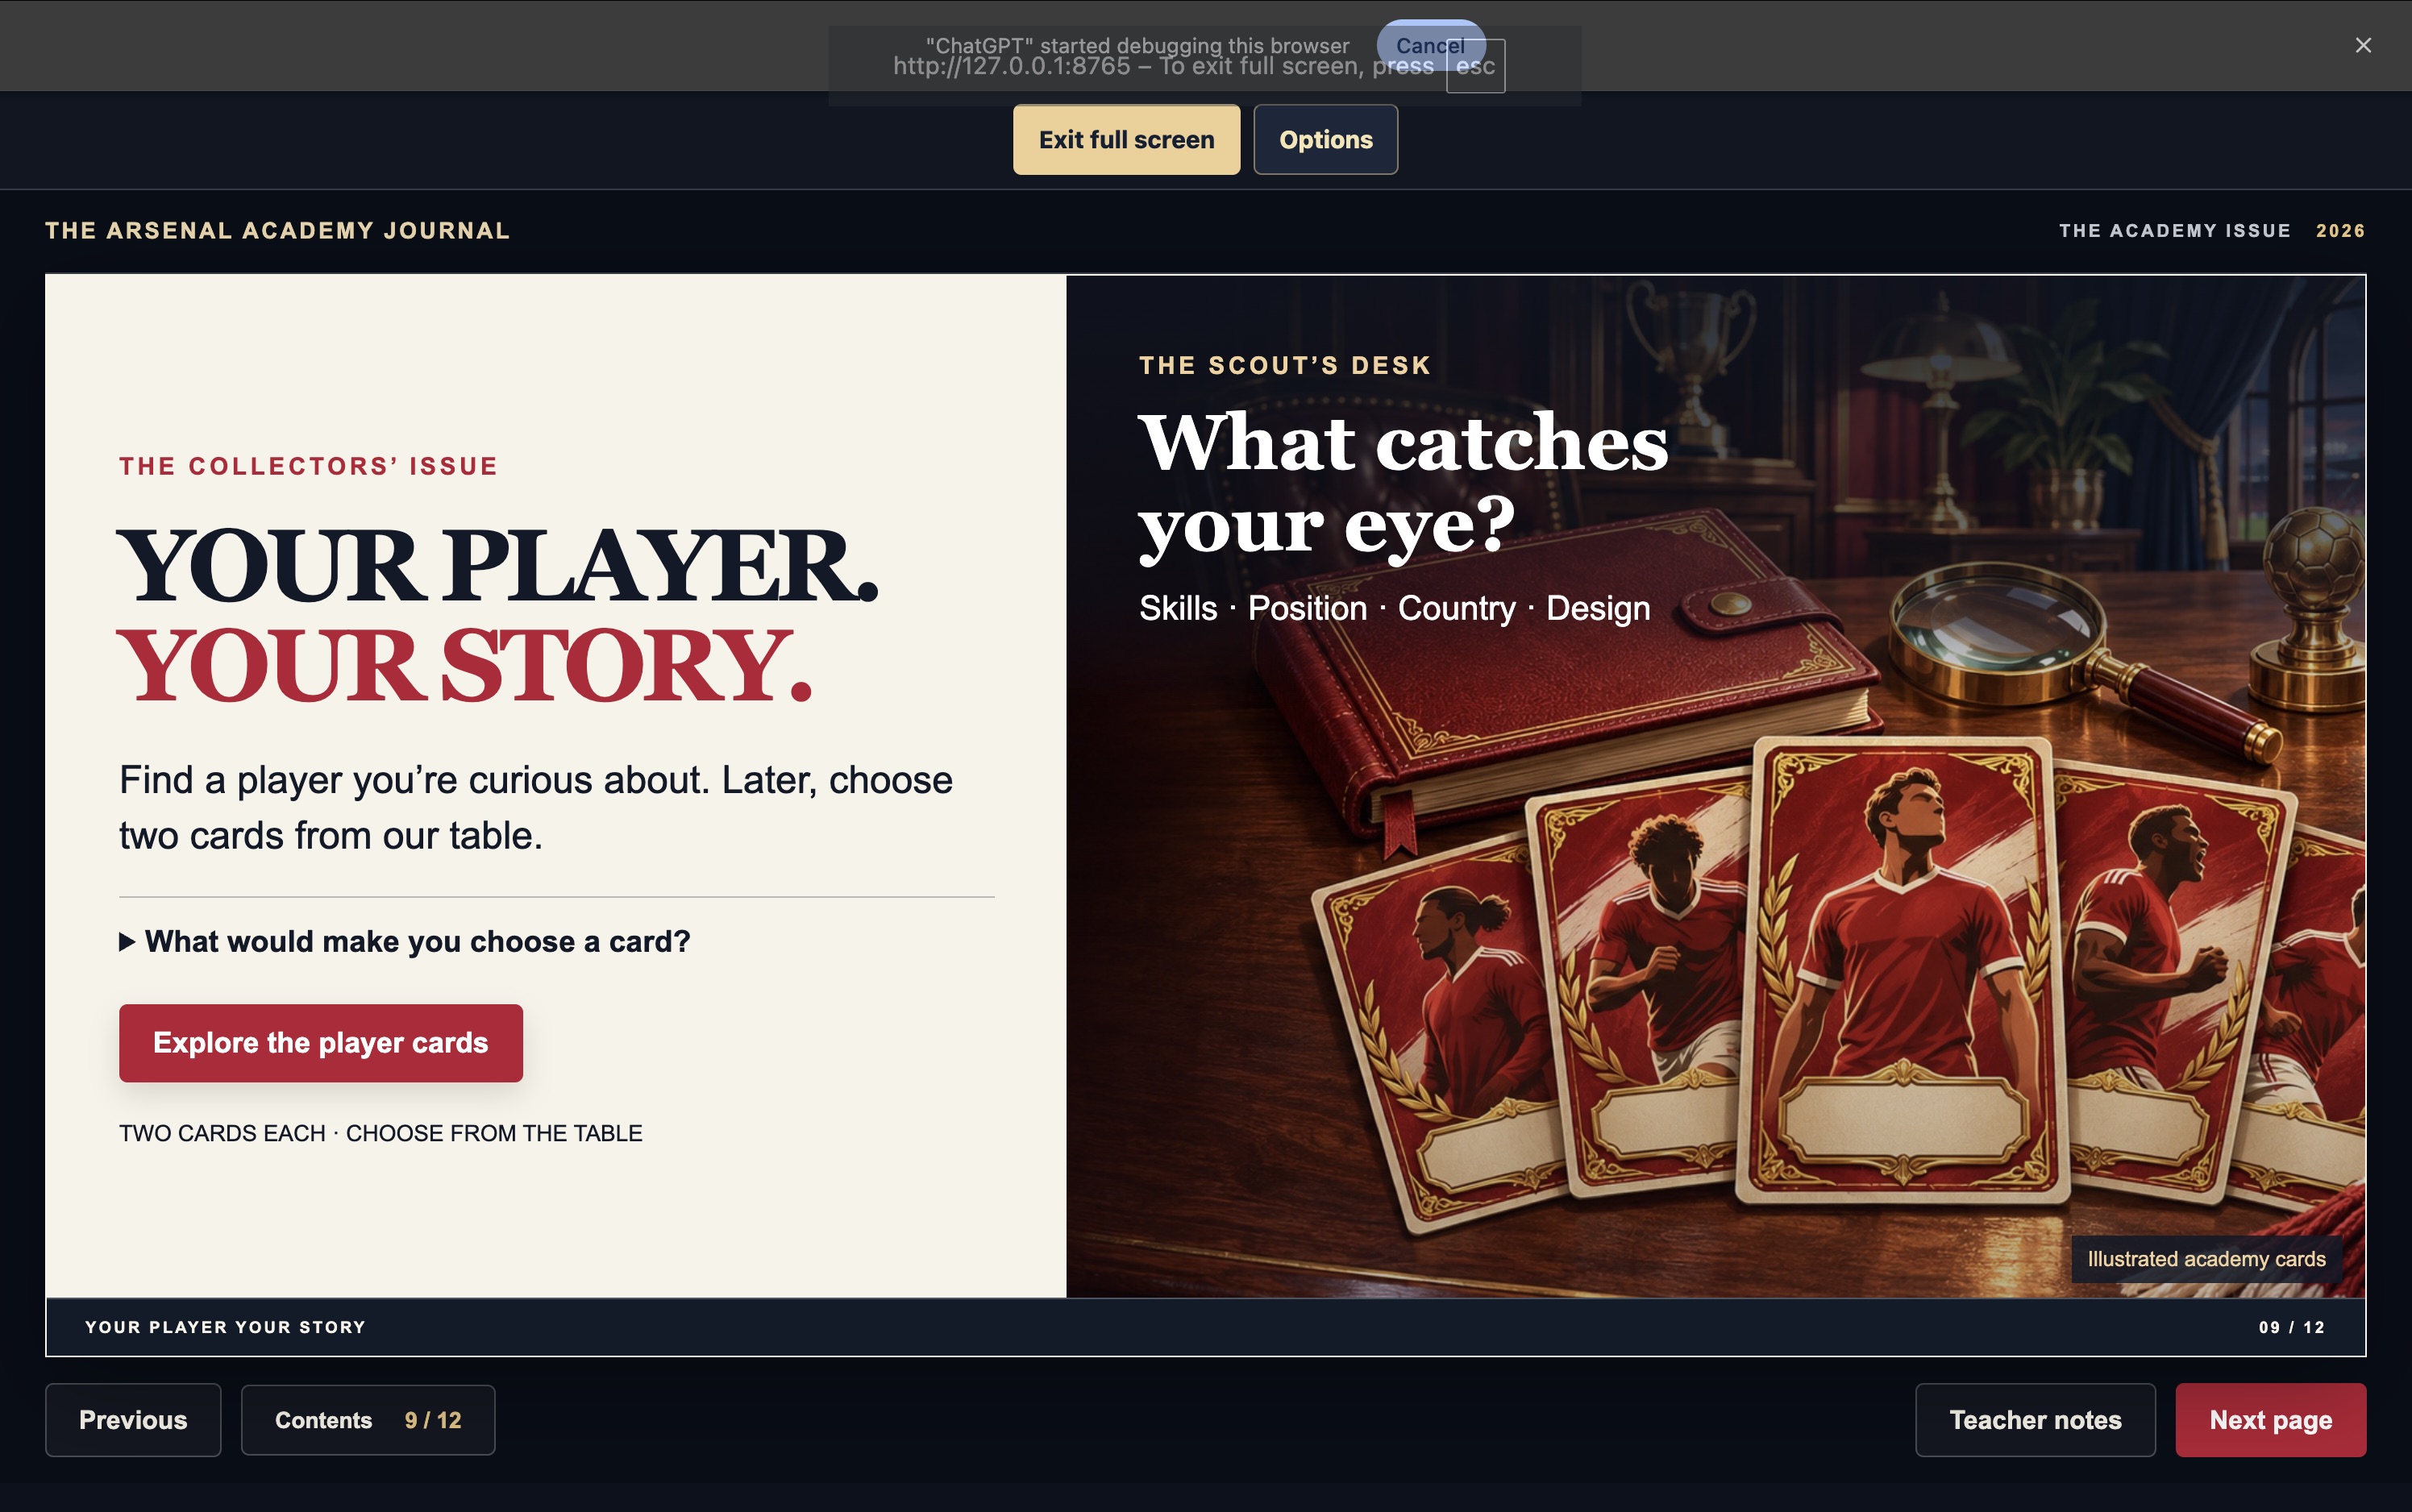 "ChatGPT" started debugging this browser
Cancel
http://127.0.0.1:8765 – To exit full screen, press esc
Exit full screen
Options
THE ARSENAL ACADEMY JOURNAL
THE ACADEMY ISSUE 2026
THE COLLECTORS’ ISSUE
YOUR PLAYER.
YOUR STORY.
Find a player you’re curious about. Later, choose
two cards from our table.
▶ What would make you choose a card?
Explore the player cards
TWO CARDS EACH · CHOOSE FROM THE TABLE
THE SCOUT’S DESK
What catches
your eye?
Skills · Position · Country · Design
Illustrated academy cards
YOUR PLAYER YOUR STORY
09 / 12
Previous
Contents 9 / 12
Teacher notes
Next page